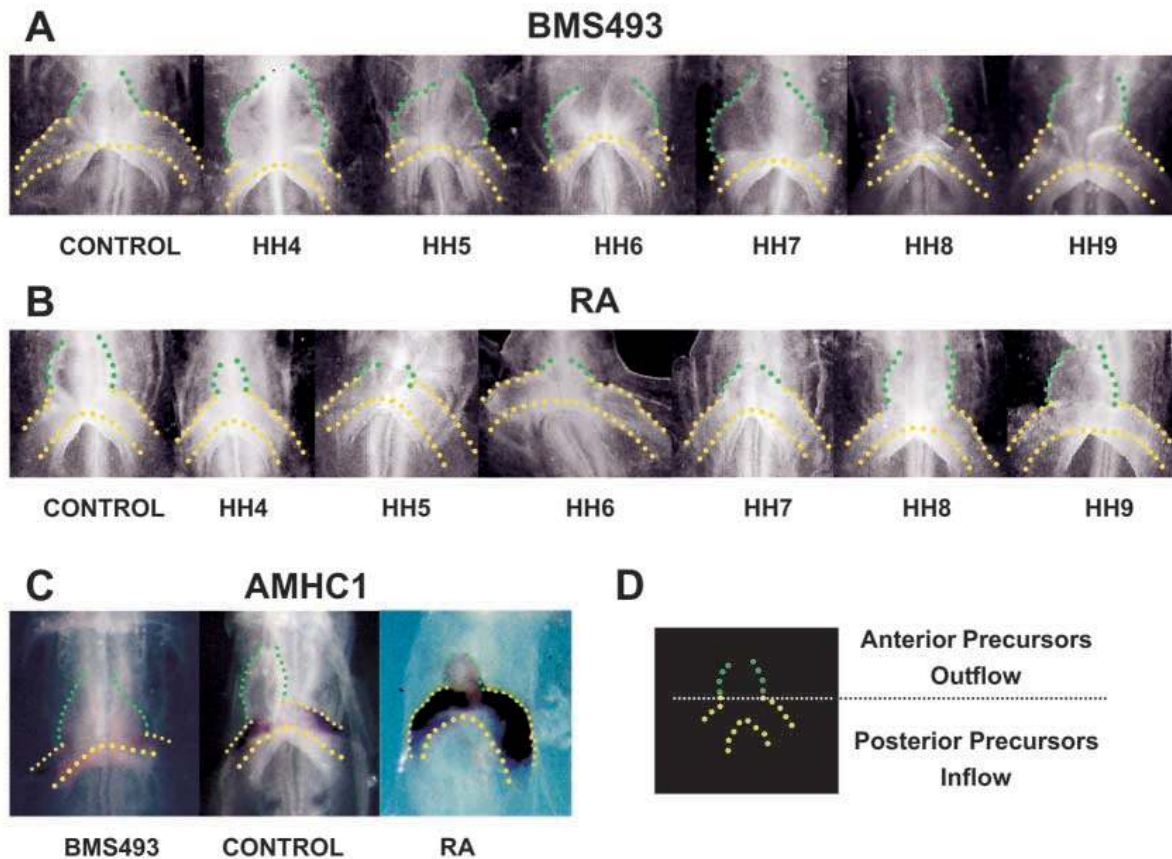 A
BMS493
CONTROL HH4 HH5 HH6 HH7 HH8 HH9
B
RA
CONTROL HH4 HH5 HH6 HH7 HH8 HH9
C
AMHC1
BMS493 CONTROL RA
D
Anterior Precursors
Outflow
Posterior Precursors
Inflow